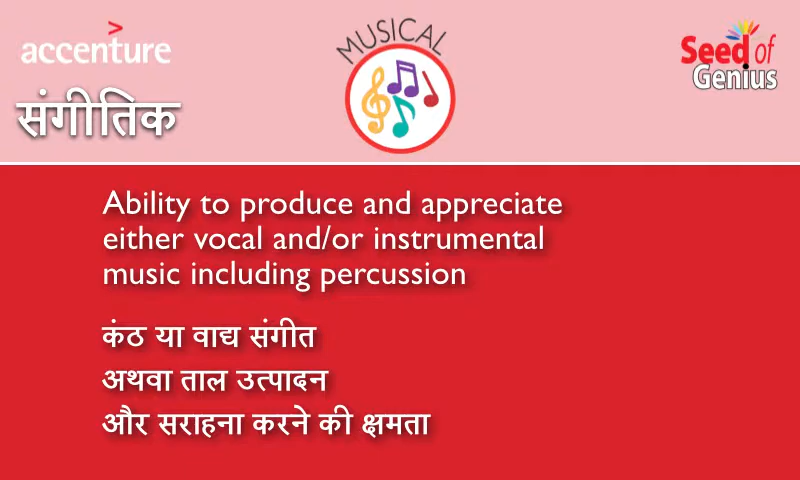 accenture
MUSICAL
Seed of
Genius
संगीतिक
Ability to produce and appreciate
either vocal and/or instrumental
music including percussion
कंठ या वाद्य संगीत
अथवा ताल उत्पादन
और सराहना करने की क्षमता